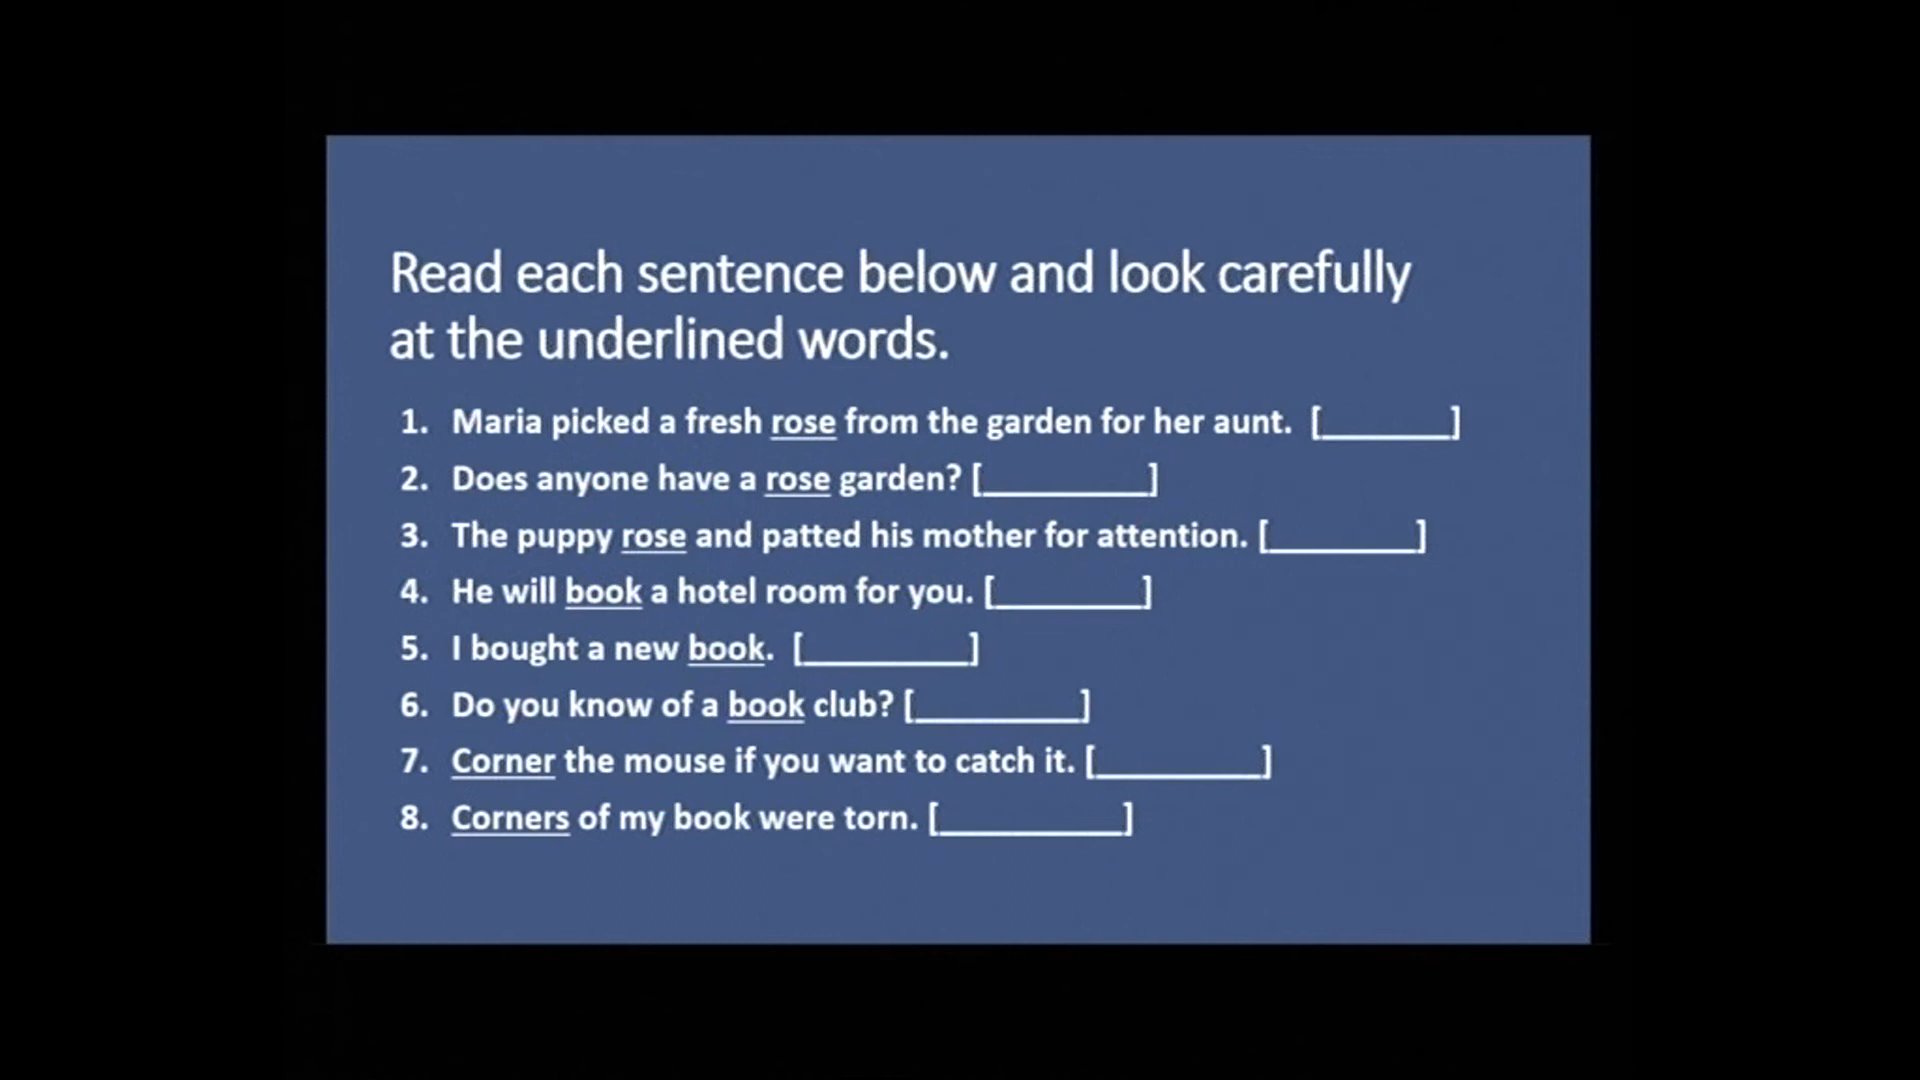 Read each sentence below and look carefully
at the underlined words.
1. Maria picked a fresh rose from the garden for her aunt. [_______]
2. Does anyone have a rose garden? [_________]
3. The puppy rose and patted his mother for attention. [________]
4. He will book a hotel room for you. [________]
5. I bought a new book. [_________]
6. Do you know of a book club? [_________]
7. Corner the mouse if you want to catch it. [_________]
8. Corners of my book were torn. [__________]